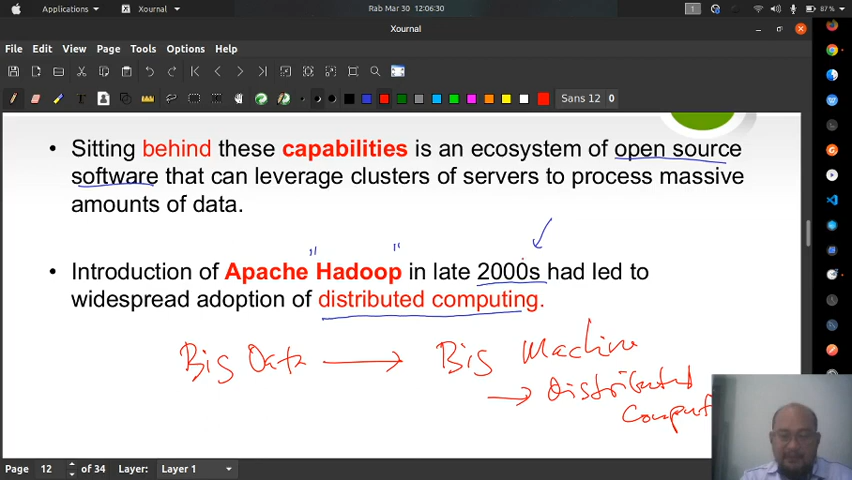 Applications Xournal Rab Mar 30 12:06:30 1 87%
Xournal
File Edit View Page Tools Options Help
Sans 12 0
• Sitting behind these capabilities is an ecosystem of open source
software that can leverage clusters of servers to process massive
amounts of data.
• Introduction of Apache "Hadoop" in late 2000s had led to
widespread adoption of distributed computing.
Big Data → Big Machine
→ Distributed
Comput
Page 12 of 34 Layer: Layer 1